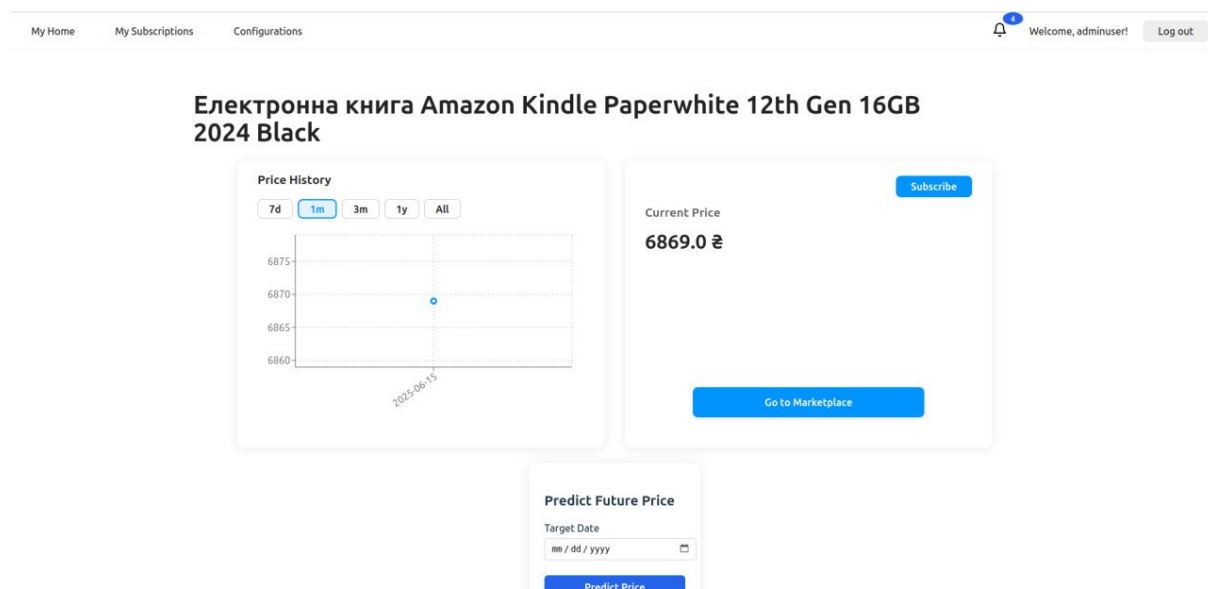 My Home My Subscriptions Configurations 4 Welcome, adminuser! Log out
Електронна книга Amazon Kindle Paperwhite 12th Gen 16GB
2024 Black
Price History
7d 1m 3m 1y All
6875
6870
6865
6860
2025-06-15
Subscribe
Current Price
6869.0 ₴
Go to Marketplace
Predict Future Price
Target Date
mm/dd/yyyy
Predict Price